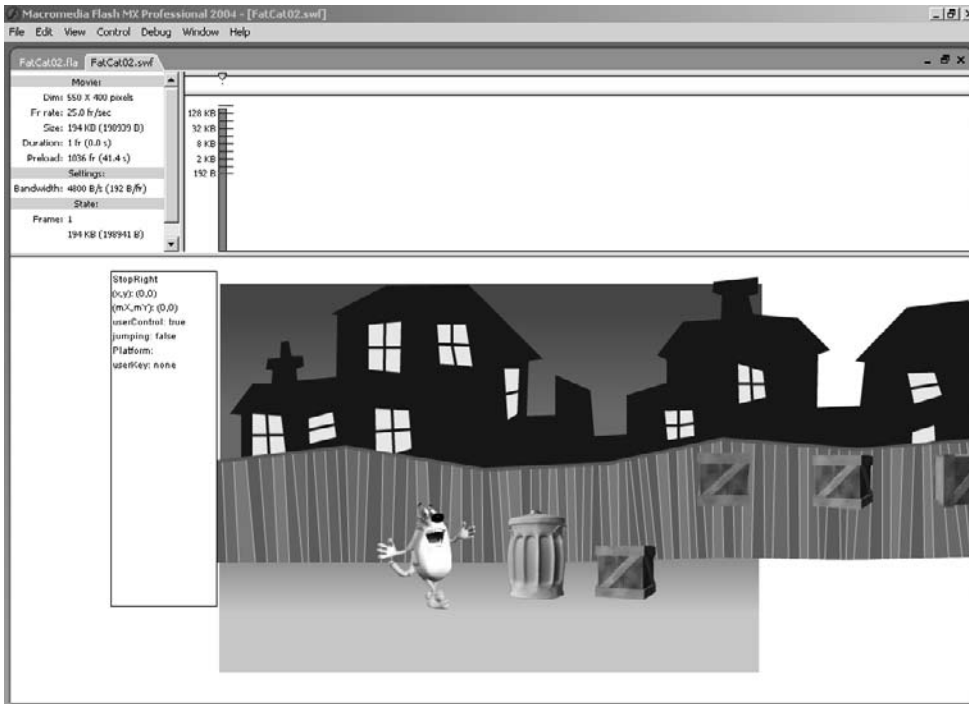 Macromedia Flash MX Professional 2004 - [FatCat02.swf]
File Edit View Control Debug Window Help
FatCat02.fla FatCat02.swf
Movie:
Dim: 550 X 400 pixels
Fr rate: 25.0 fr/sec
Size: 194 KB (198939 B)
Duration: 1 fr (0.0 s)
Preload: 1036 fr (41.4 s)
Settings:
Bandwidth: 4800 B/s (192 B/fr)
State:
Frame: 1
194 KB (198941 B)
128 KB
32 KB
8 KB
2 KB
192 B
StopRight
(x,y): (0,0)
(mX,mY): (0,0)
userControl: true
jumping: false
Platform:
userKey: none